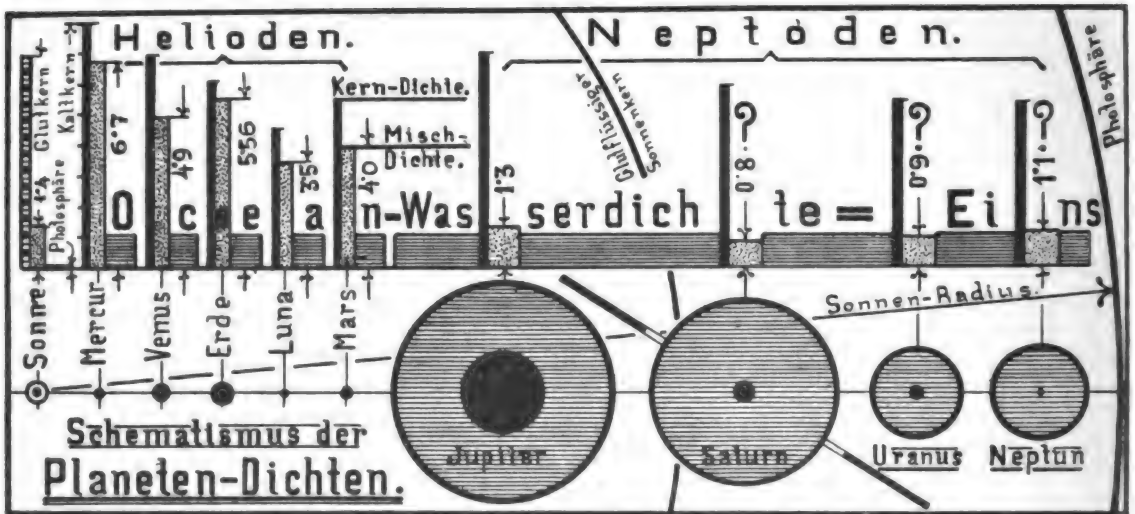 Helioden.
Neptoden.
Glutkern
Kaltkern
Photosphäre
1·4
6·7
4·9
5·56
3·5
4·0
Kern-Dichte.
Misch-
Dichte.
1·3
Glutflüssiger
Sonnenkern
0·8·?
0·9·?
1·1·?
Photosphäre
Ocean-Wasserdichte=Eins
Sonne
Mercur
Venus
Erde
Luna
Mars
Sonnen-Radius.
Jupiter
Saturn
Uranus
Neptun
Schematismus der
Planeten-Dichten.